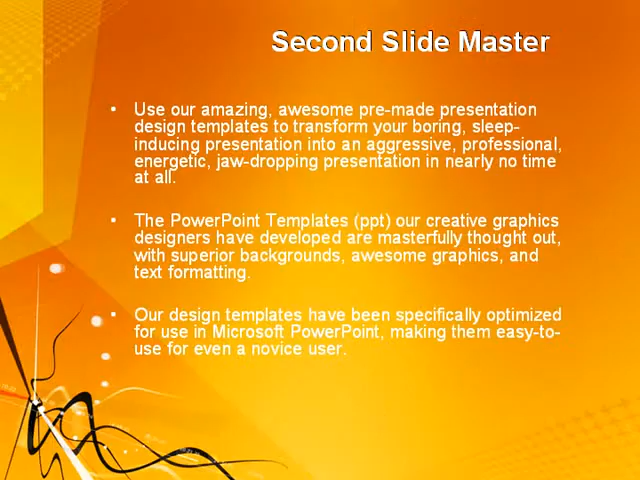 Second Slide Master
• Use our amazing, awesome pre-made presentation
design templates to transform your boring, sleep-
inducing presentation into an aggressive, professional,
energetic, jaw-dropping presentation in nearly no time
at all.
• The PowerPoint Templates (ppt) our creative graphics
designers have developed are masterfully thought out,
with superior backgrounds, awesome graphics, and
text formatting.
• Our design templates have been specifically optimized
for use in Microsoft PowerPoint, making them easy-to-
use for even a novice user.